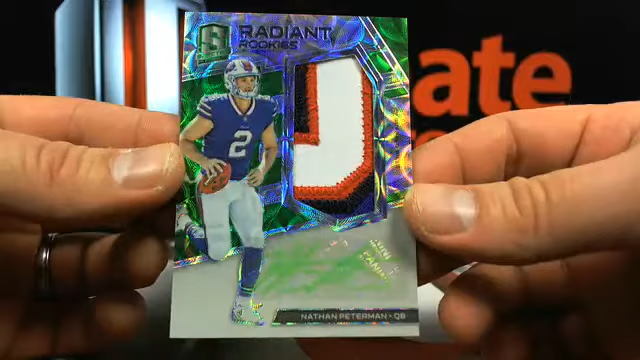 RADIANT
ROOKIES
2
ate
NATHAN PETERMAN - QB